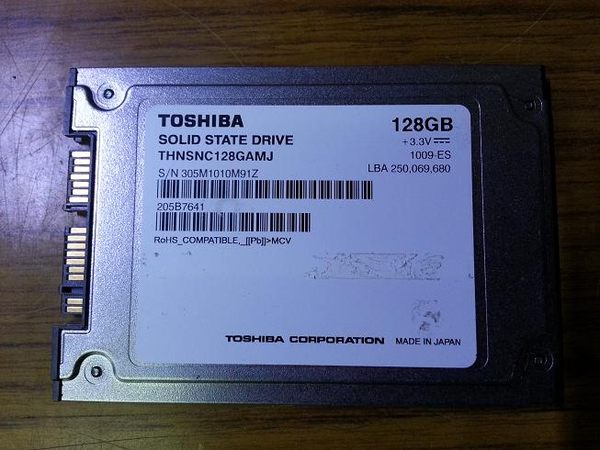 TOSHIBA
128GB
SOLID STATE DRIVE
+3.3V⎓
THNSNC128GAMJ
1009-ES
S/N 305M1010M91Z
LBA 250,069,680
205B7641
RoHS_COMPATIBLE,_[[Pb]]>MCV
TOSHIBA CORPORATION MADE IN JAPAN